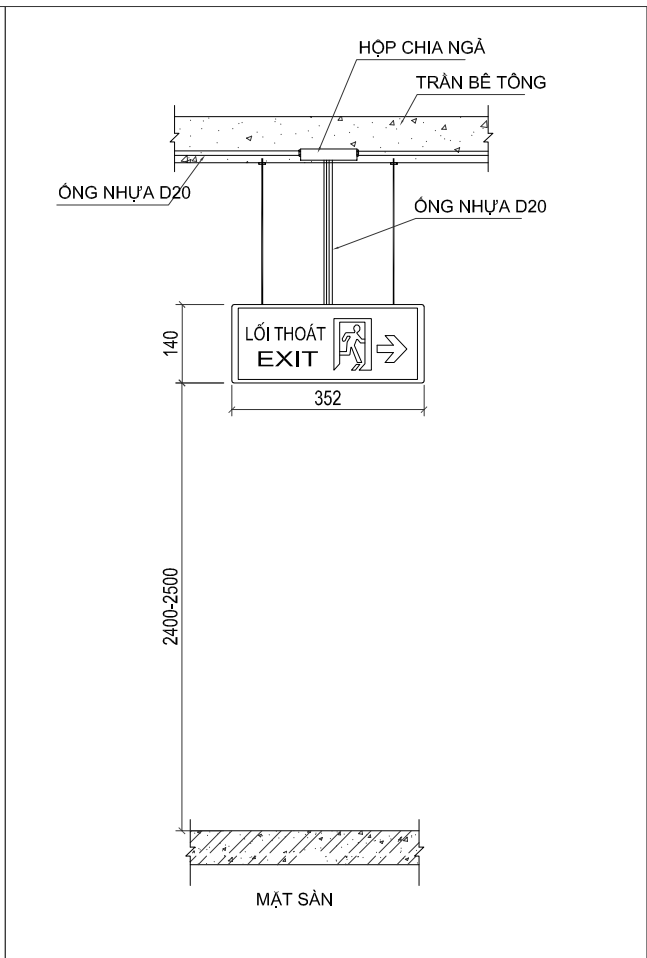 HỘP CHIA NGẢ
TRẦN BÊ TÔNG
ỐNG NHỰA D20
ỐNG NHỰA D20
140
LỐI THOÁT
EXIT
352
2400-2500
MẶT SÀN